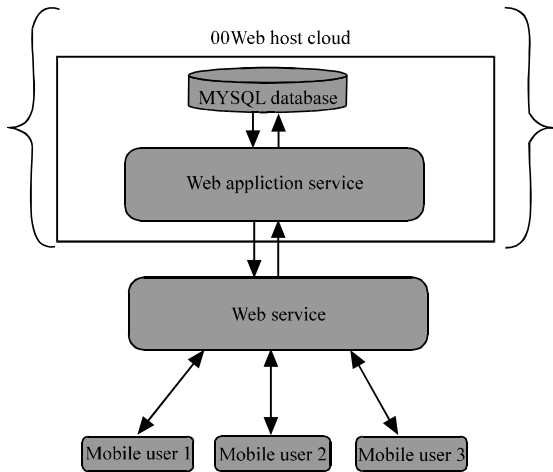 00Web host cloud
MYSQL database
Web appliction service
Web service
Mobile user 1 Mobile user 2 Mobile user 3